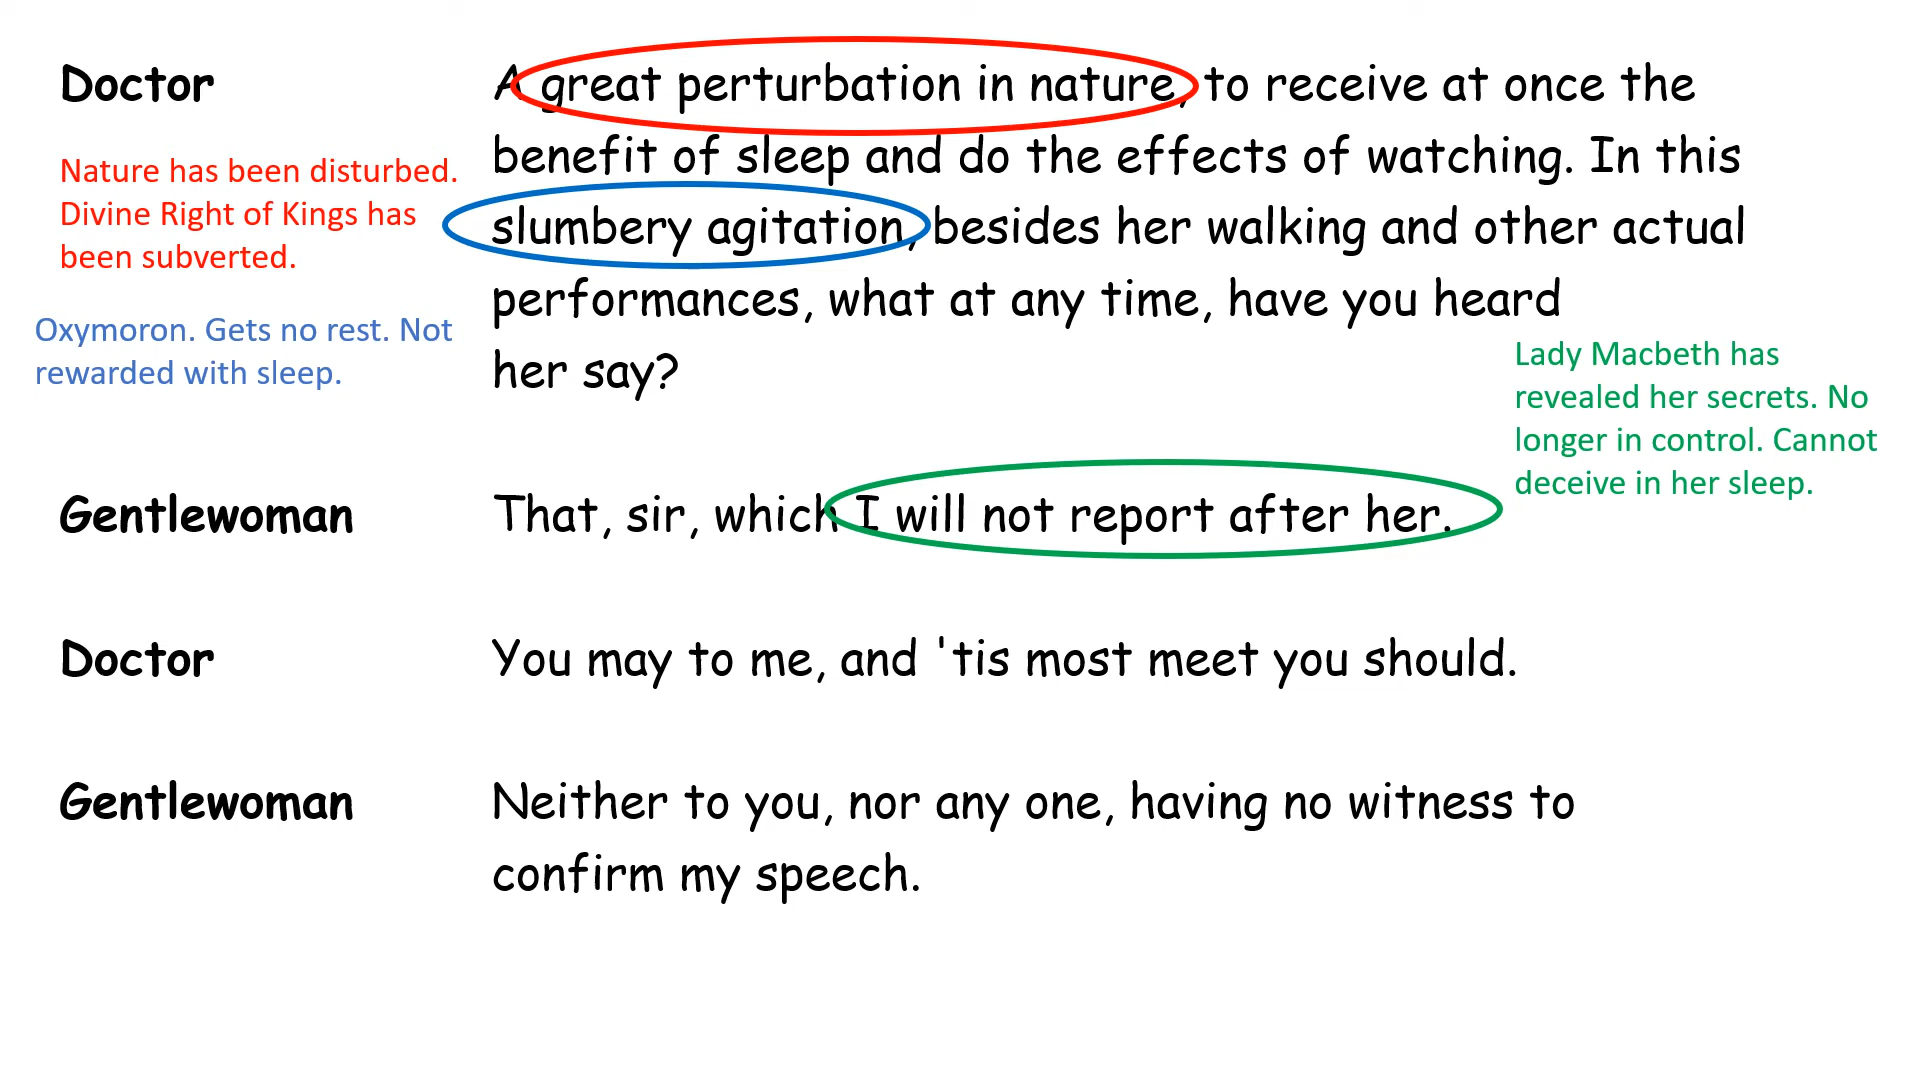 Doctor
A great perturbation in nature, to receive at once the
benefit of sleep and do the effects of watching. In this
slumbery agitation, besides her walking and other actual
performances, what at any time, have you heard
her say?
Nature has been disturbed.
Divine Right of Kings has
been subverted.
Oxymoron. Gets no rest. Not
rewarded with sleep.
Lady Macbeth has
revealed her secrets. No
longer in control. Cannot
deceive in her sleep.
Gentlewoman
That, sir, which I will not report after her.
Doctor
You may to me, and 'tis most meet you should.
Gentlewoman
Neither to you, nor any one, having no witness to
confirm my speech.